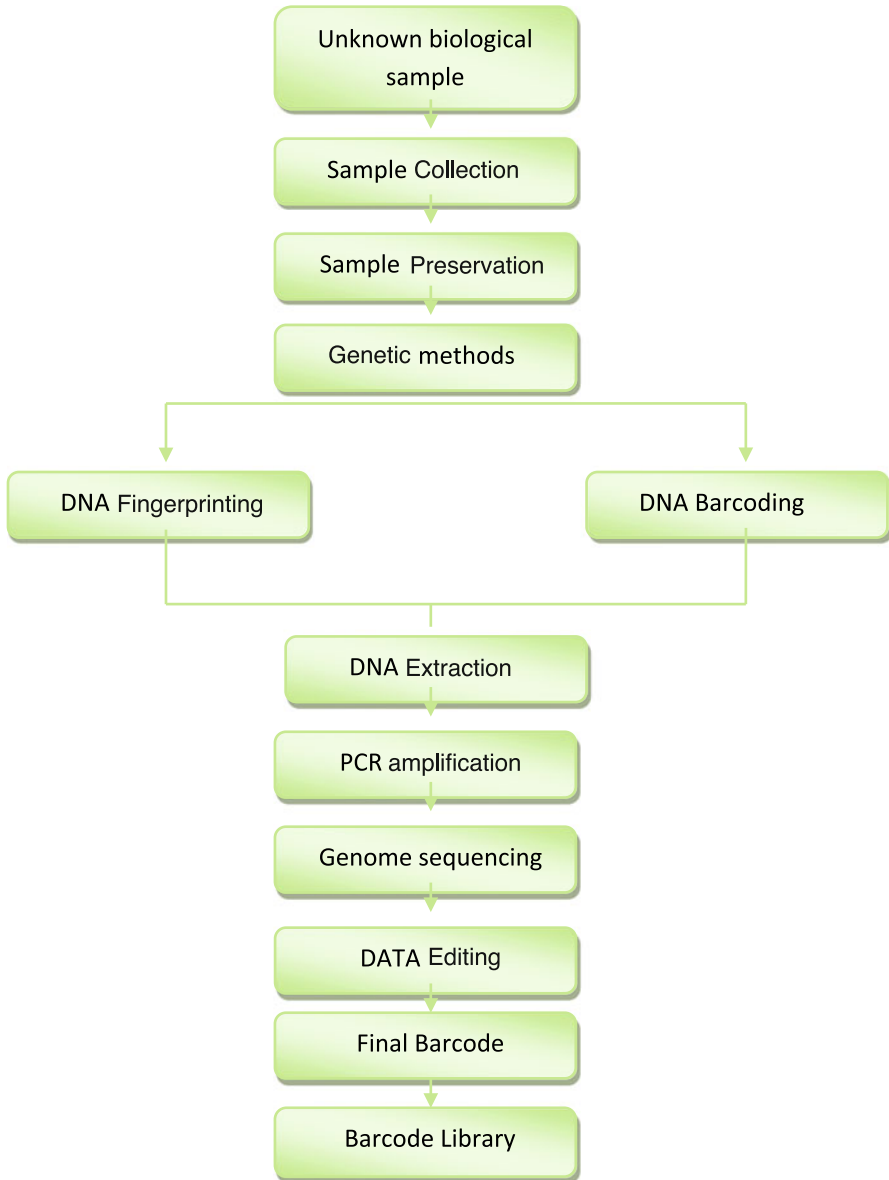 Unknown biological
sample
Sample Collection
Sample Preservation
Genetic methods
DNA Fingerprinting
DNA Barcoding
DNA Extraction
PCR amplification
Genome sequencing
DATA Editing
Final Barcode
Barcode Library